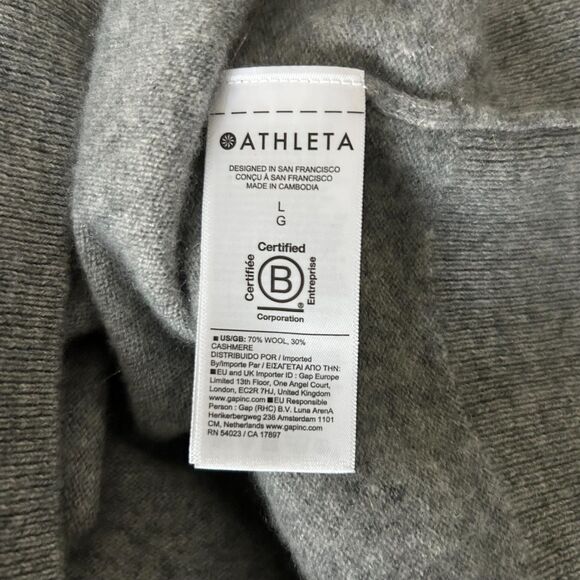 ATHLETA
DESIGNED IN SAN FRANCISCO
CONÇU À SAN FRANCISCO
MADE IN CAMBODIA
L
G
Certified
Certifiée
B
Entreprise
®
Corporation
■ US/GB: 70% WOOL, 30%
CASHMERE
DISTRIBUIDO POR / Imported
By/Importe Par / ΕΙΣΑΓΕΤΑΙ ΑΠΟ ΤΗΝ:
■ EU and UK Importer ID : Gap Europe
Limited 13th Floor, One Angel Court,
London, EC2R 7HJ, United Kingdom
www.gapinc.com ■ EU Responsible
Person : Gap (RHC) B.V. Luna ArenA
Herikerbergweg 238 Amsterdam 1101
CM, Netherlands www.gapinc.com
RN 54023 / CA 17897